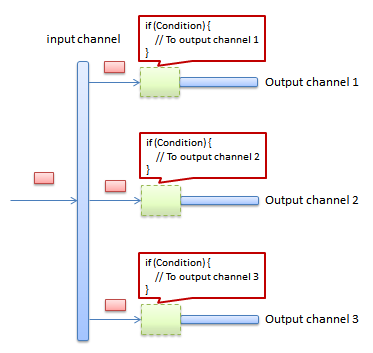 input channel
if (Condition) {
// To output channel 1
}
Output channel 1
if (Condition) {
// To output channel 2
}
Output channel 2
if (Condition) {
// To output channel 3
}
Output channel 3